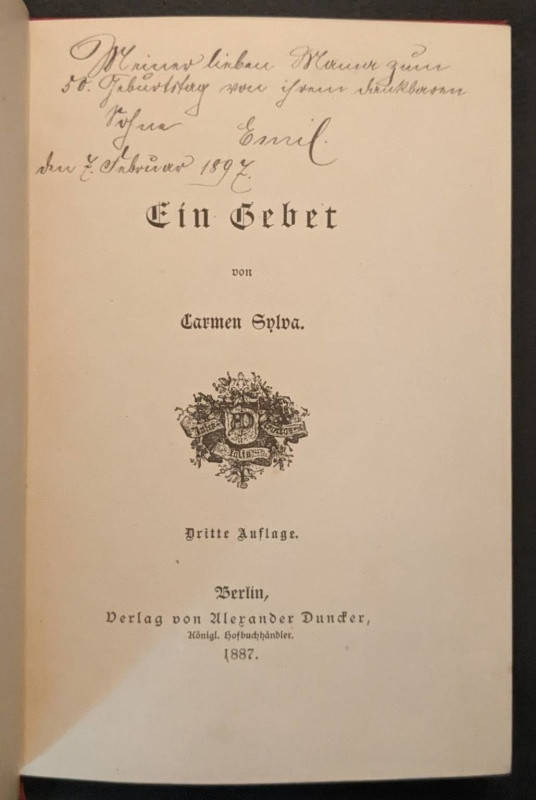 Meiner lieben Mama zum
50. Geburtstag von ihrem dankbaren
Sohne Emil.
den 7. Februar 1897.
Ein Gebet
von
Carmen Sylva.
Dritte Auflage.
Berlin,
Verlag von Alexander Duncker,
Königl. Hofbuchhändler.
1887.